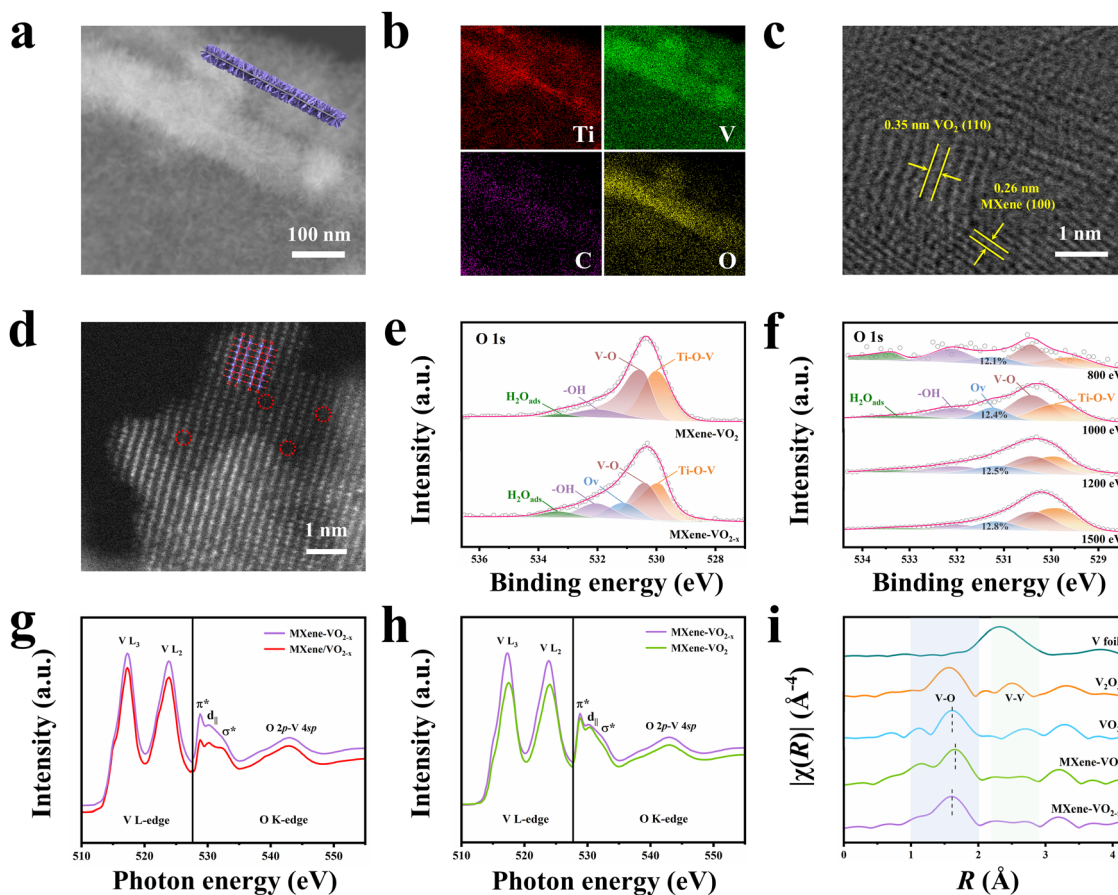 a
100 nm
b
Ti
V
C
O
c
0.35 nm VO₂ (110)
0.26 nm
MXene (100)
1 nm
d
1 nm
e
O 1s
V-O
Ti-O-V
-OH
H₂Oads
MXene-VO₂
V-O
Ti-O-V
Ov
-OH
H₂Oads
MXene-VO₂₋ₓ
536
534
532
530
528
Binding energy (eV)
Intensity (a.u.)
f
O 1s
12.1%
800 eV
V-O
Ov
-OH
H₂Oads
Ti-O-V
12.4%
1000 eV
12.5%
1200 eV
12.8%
1500 eV
534
533
532
531
530
529
Binding energy (eV)
Intensity (a.u.)
g
MXene-VO₂₋ₓ
MXene/VO₂₋ₓ
V L₃
V L₂
π*
d||
σ*
O 2p-V 4sp
V L-edge
O K-edge
510
520
530
540
550
Photon energy (eV)
Intensity (a.u.)
h
MXene-VO₂₋ₓ
MXene-VO₂
V L₃
V L₂
π*
d||
σ*
O 2p-V 4sp
V L-edge
O K-edge
510
520
530
540
550
Photon energy (eV)
Intensity (a.u.)
i
V foil
V-O
V-V
0
1
2
3
4
R (Å)
|χ(R)| (Å⁻⁴)